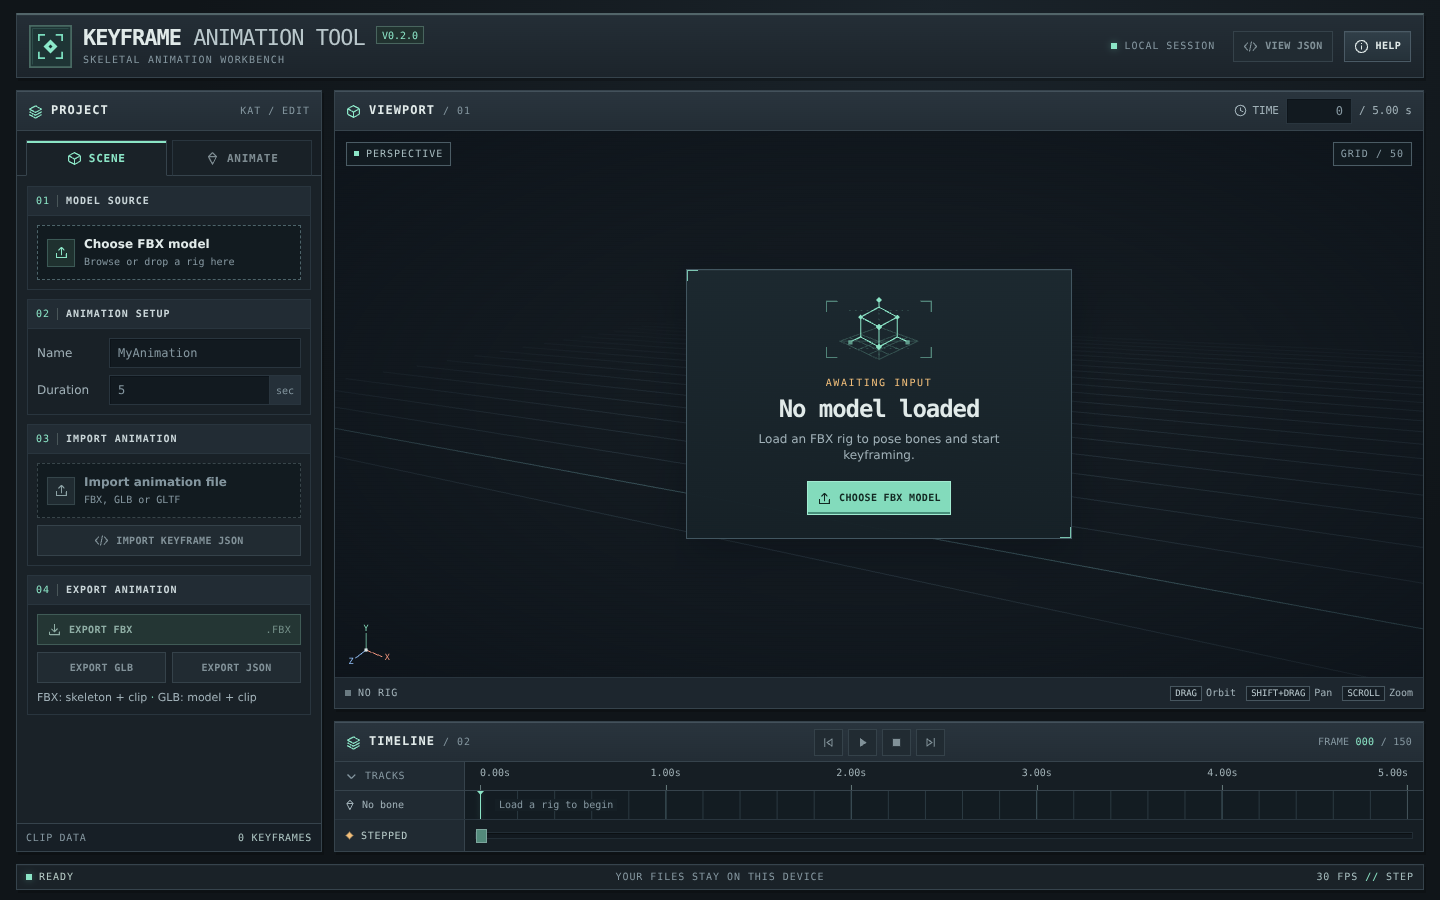 KEYFRAME ANIMATION TOOL V0.2.0
SKELETAL ANIMATION WORKBENCH
LOCAL SESSION
VIEW JSON
HELP
PROJECT
KAT / EDIT
SCENE
ANIMATE
01 MODEL SOURCE
Choose FBX model
Browse or drop a rig here
02 ANIMATION SETUP
Name MyAnimation
Duration 5 sec
03 IMPORT ANIMATION
Import animation file
FBX, GLB or GLTF
IMPORT KEYFRAME JSON
04 EXPORT ANIMATION
EXPORT FBX .FBX
EXPORT GLB EXPORT JSON
FBX: skeleton + clip · GLB: model + clip
CLIP DATA 0 KEYFRAMES
VIEWPORT / 01
TIME 0 / 5.00 s
PERSPECTIVE
GRID / 50
AWAITING INPUT
No model loaded
Load an FBX rig to pose bones and start
keyframing.
CHOOSE FBX MODEL
Y
Z X
NO RIG
DRAG Orbit SHIFT+DRAG Pan SCROLL Zoom
TIMELINE / 02
FRAME 000 / 150
TRACKS
0.00s 1.00s 2.00s 3.00s 4.00s 5.00s
No bone
Load a rig to begin
STEPPED
READY
YOUR FILES STAY ON THIS DEVICE
30 FPS // STEP